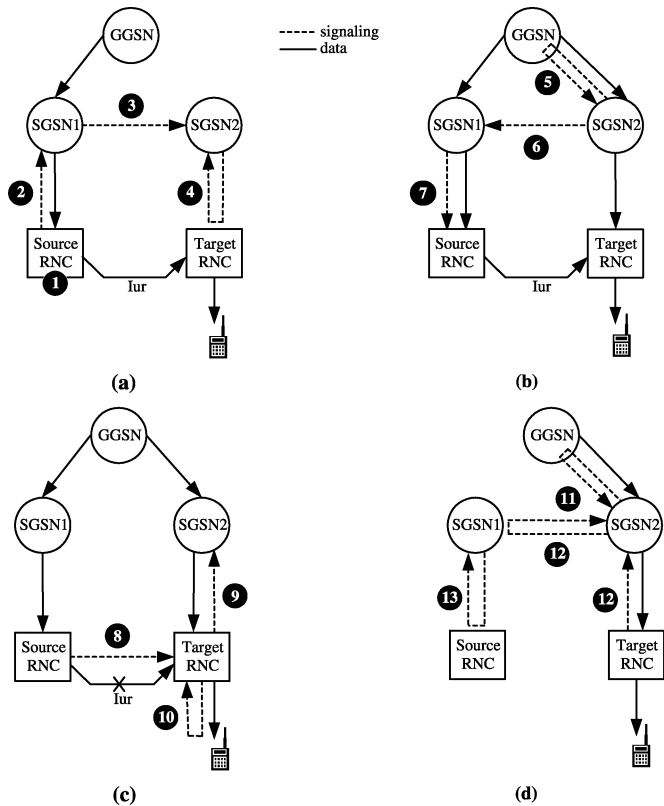 GGSN
signaling
data
SGSN1
3
SGSN2
2
4
Source
RNC
1
Target
RNC
Iur
(a)
GGSN
5
SGSN1
6
SGSN2
7
Source
RNC
Target
RNC
Iur
(b)
GGSN
SGSN1
SGSN2
9
Source
RNC
8
Target
RNC
Iur
10
(c)
GGSN
11
SGSN1
SGSN2
12
13
12
Source
RNC
Target
RNC
(d)